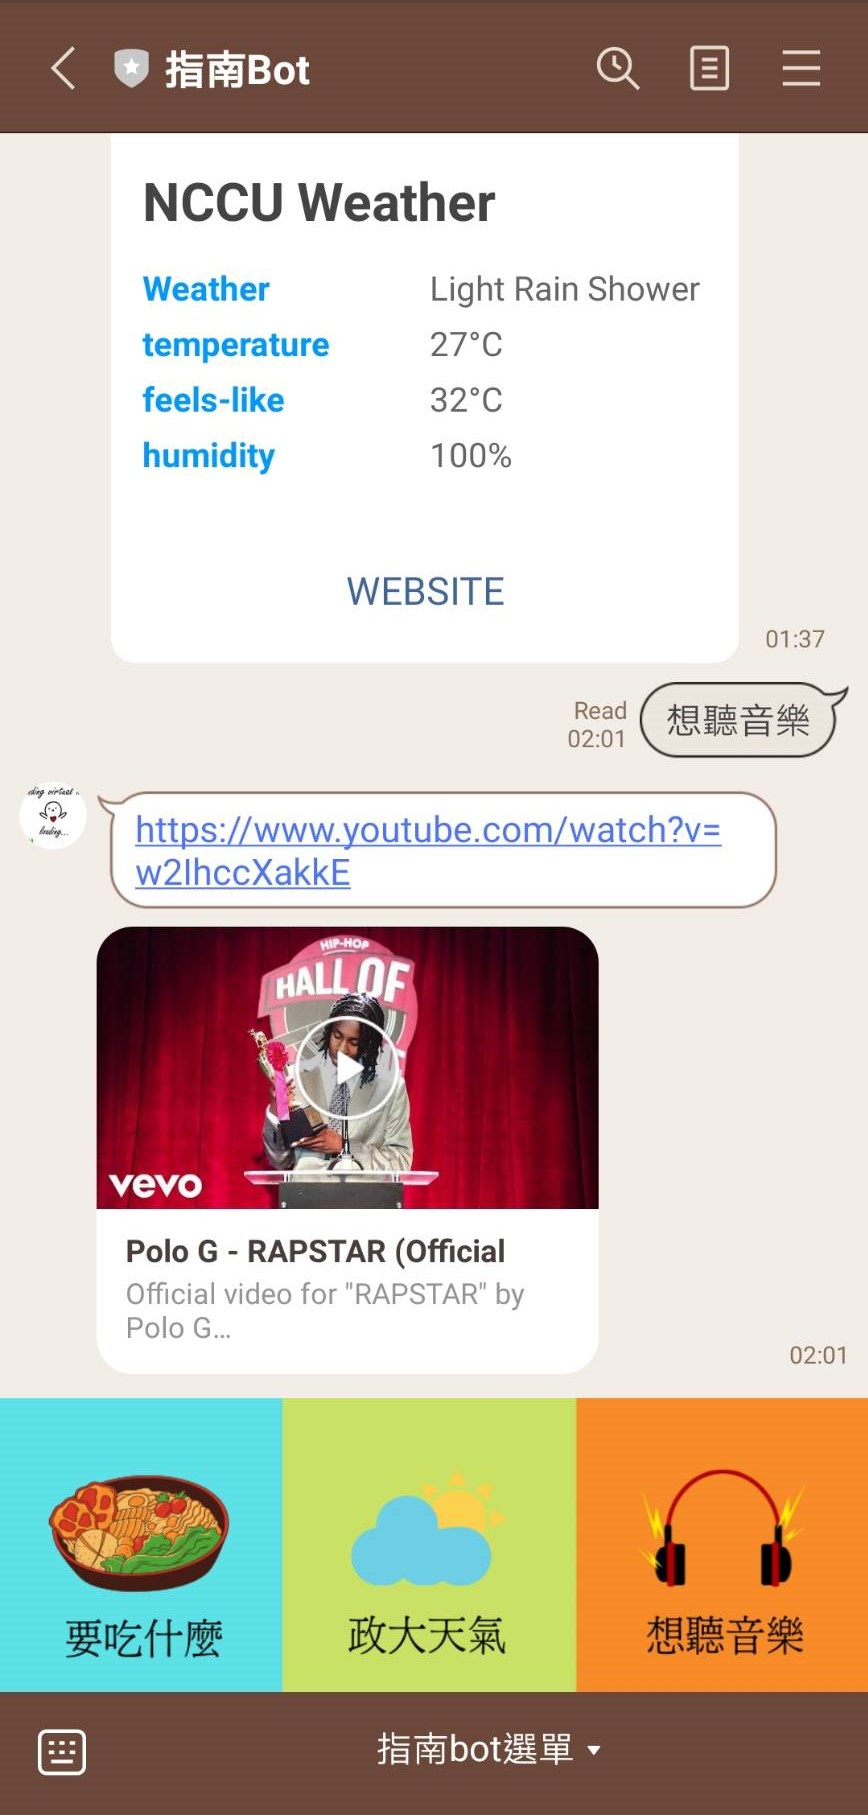 指南Bot
NCCU Weather
Weather Light Rain Shower
temperature 27°C
feels-like 32°C
humidity 100%
WEBSITE
01:37
Read
02:01
想聽音樂
loading...
https://www.youtube.com/watch?v=
w2IhccXakkE
HIP-HOP
HALL OF
vevo
Polo G - RAPSTAR (Official
Official video for "RAPSTAR" by
Polo G...
02:01
要吃什麼
政大天氣
想聽音樂
指南bot選單